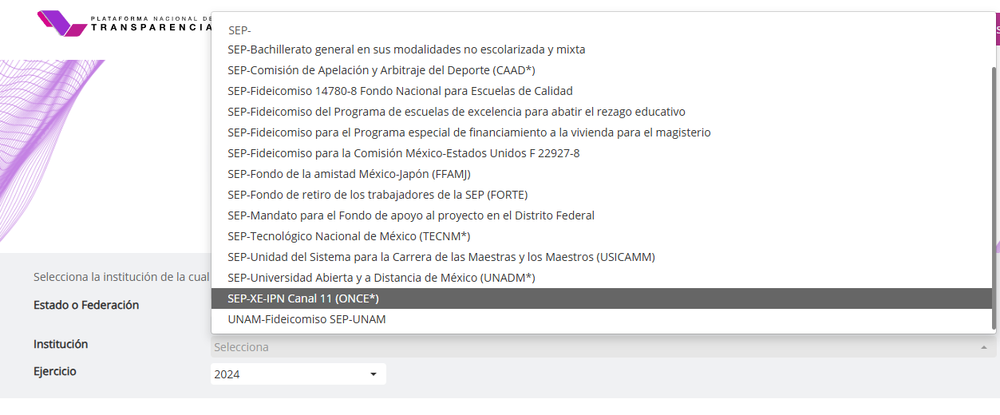 PLATAFORMA NACIONAL DE
TRANSPARENCIA
SEP-
SEP-Bachillerato general en sus modalidades no escolarizada y mixta
SEP-Comisión de Apelación y Arbitraje del Deporte (CAAD*)
SEP-Fideicomiso 14780-8 Fondo Nacional para Escuelas de Calidad
SEP-Fideicomiso del Programa de escuelas de excelencia para abatir el rezago educativo
SEP-Fideicomiso para el Programa especial de financiamiento a la vivienda para el magisterio
SEP-Fideicomiso para la Comisión México-Estados Unidos F 22927-8
SEP-Fondo de la amistad México-Japón (FFAMJ)
SEP-Fondo de retiro de los trabajadores de la SEP (FORTE)
SEP-Mandato para el Fondo de apoyo al proyecto en el Distrito Federal
SEP-Tecnológico Nacional de México (TECNM*)
SEP-Unidad del Sistema para la Carrera de las Maestras y los Maestros (USICAMM)
SEP-Universidad Abierta y a Distancia de México (UNADM*)
SEP-XE-IPN Canal 11 (ONCE*)
UNAM-Fideicomiso SEP-UNAM
Selecciona la institución de la cual
Estado o Federación
Institución Selecciona
Ejercicio 2024